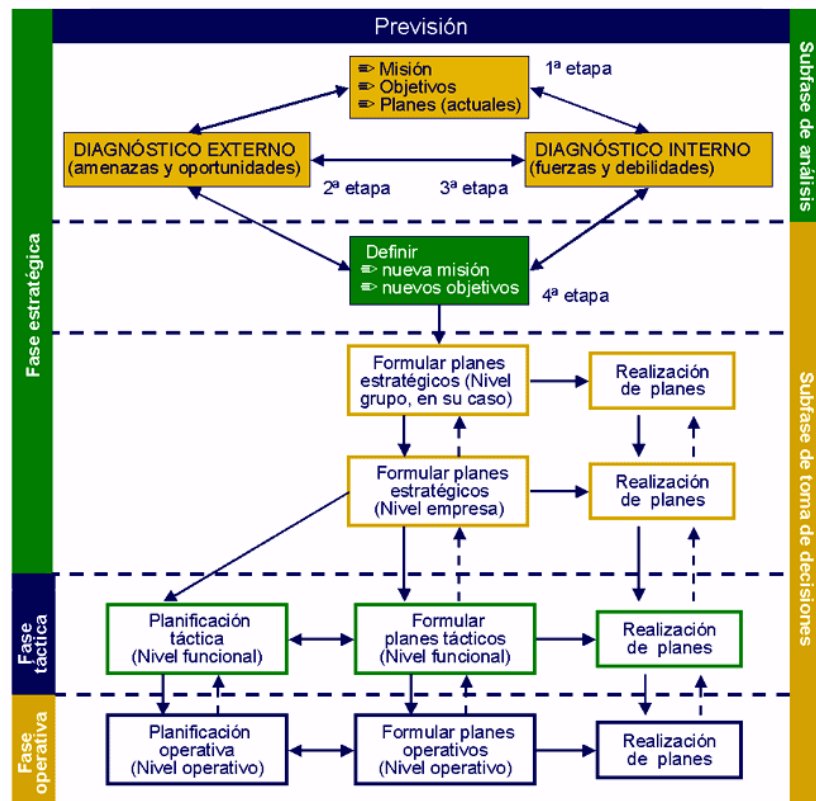 Previsión
Misión
Objetivos
Planes (actuales)
1ª etapa
DIAGNÓSTICO EXTERNO
(amenazas y oportunidades)
DIAGNÓSTICO INTERNO
(fuerzas y debilidades)
2ª etapa
3ª etapa
Definir
nueva misión
nuevos objetivos
4ª etapa
Formular planes
estratégicos (Nivel
grupo, en su caso)
Realización
de planes
Formular planes
estratégicos
(Nivel empresa)
Realización
de planes
Planificación
táctica
(Nivel funcional)
Formular
planes tácticos
(Nivel funcional)
Realización
de planes
Planificación
operativa
(Nivel operativo)
Formular planes
operativos
(Nivel operativo)
Realización
de planes
Fase estratégica
Fase
táctica
Fase
operativa
Subfase de análisis
Subfase de toma de decisiones